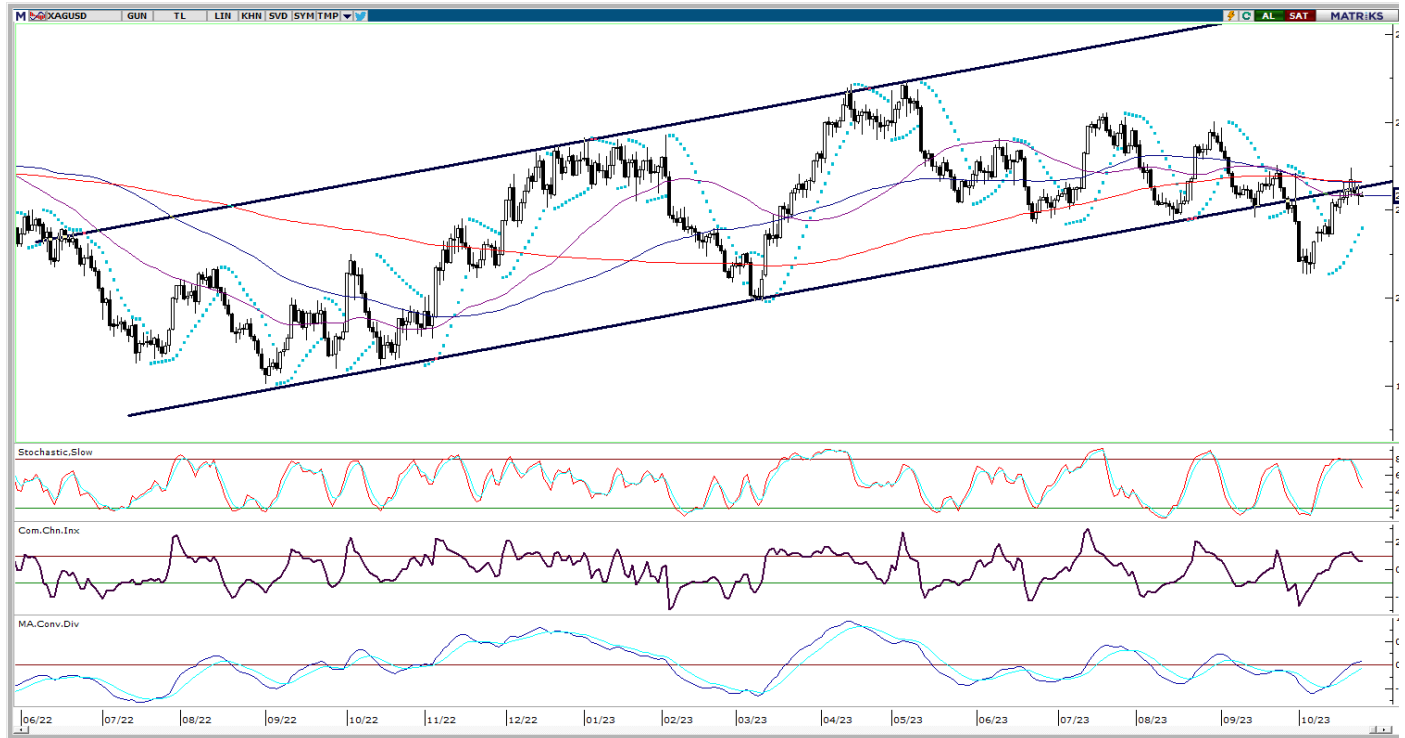 M XAGUSD GUN TL LIN KHN SVD SYM TMP AL SAT MATRİKS
Stochastic,Slow
Com.Chn.Inx
MA.Conv.Div
06/22 07/22 08/22 09/22 10/22 11/22 12/22 01/23 02/23 03/23 04/23 05/23 06/23 07/23 08/23 09/23 10/23